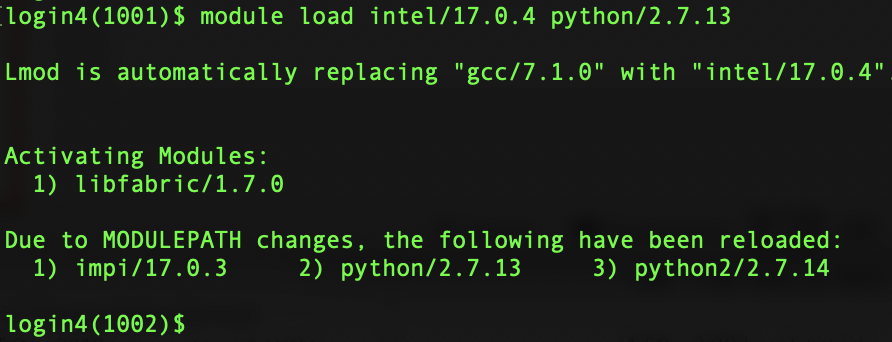 login4(1001)$ module load intel/17.0.4 python/2.7.13
Lmod is automatically replacing "gcc/7.1.0" with "intel/17.0.4".
Activating Modules:
1) libfabric/1.7.0
Due to MODULEPATH changes, the following have been reloaded:
1) impi/17.0.3 2) python/2.7.13 3) python2/2.7.14
login4(1002)$